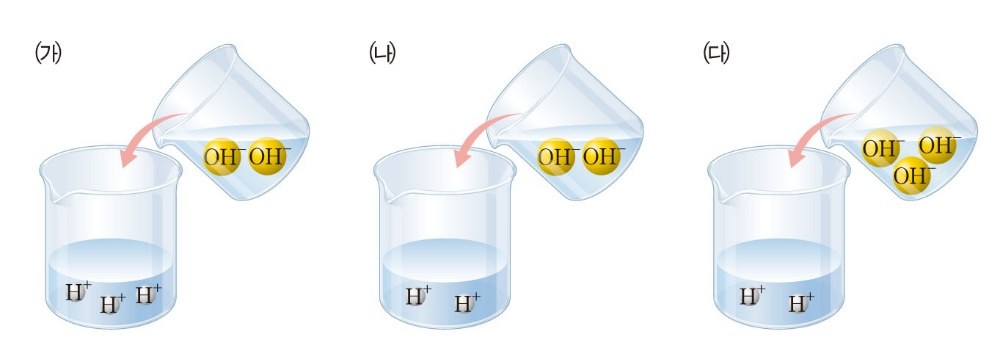 (가)
OH⁻ OH⁻
H⁺ H⁺ H⁺
(나)
OH⁻ OH⁻
H⁺ H⁺
(다)
OH⁻ OH⁻
OH⁻
H⁺ H⁺